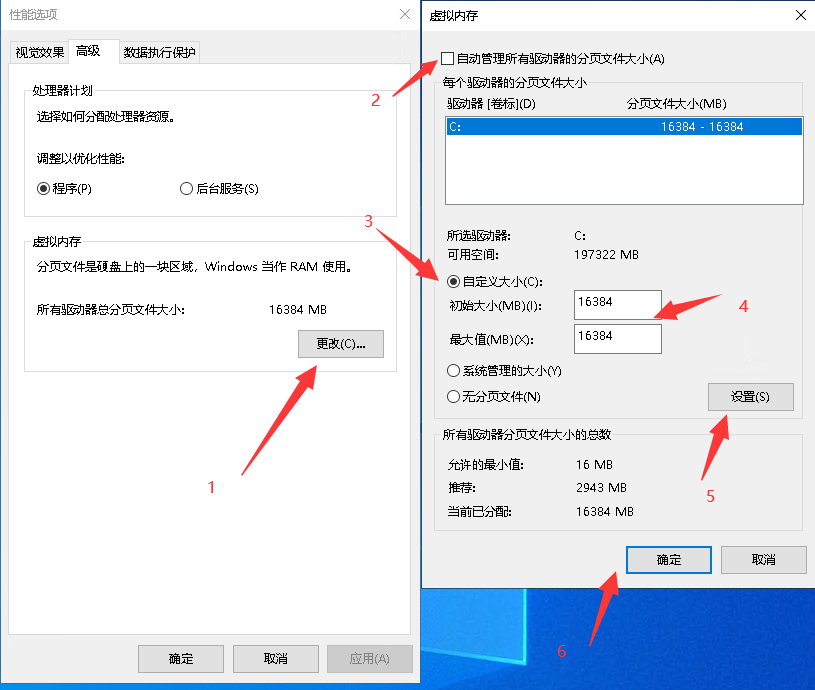 性能选项
视觉效果 高级 数据执行保护
处理器计划
选择如何分配处理器资源。
调整以优化性能:
程序(P) 后台服务(S)
虚拟内存
分页文件是硬盘上的一块区域，Windows 当作 RAM 使用。
所有驱动器总分页文件大小: 16384 MB
更改(C)...
1
确定 取消 应用(A)
虚拟内存
自动管理所有驱动器的分页文件大小(A)
2
每个驱动器的分页文件大小
驱动器 [卷标](D) 分页文件大小(MB)
C: 16384 - 16384
3
所选驱动器: C:
可用空间: 197322 MB
自定义大小(C):
初始大小(MB)(I): 16384
4
最大值(MB)(X): 16384
系统管理的大小(Y)
无分页文件(N) 设置(S)
5
所有驱动器分页文件大小的总数
允许的最小值: 16 MB
推荐: 2943 MB
当前已分配: 16384 MB
确定 取消
6